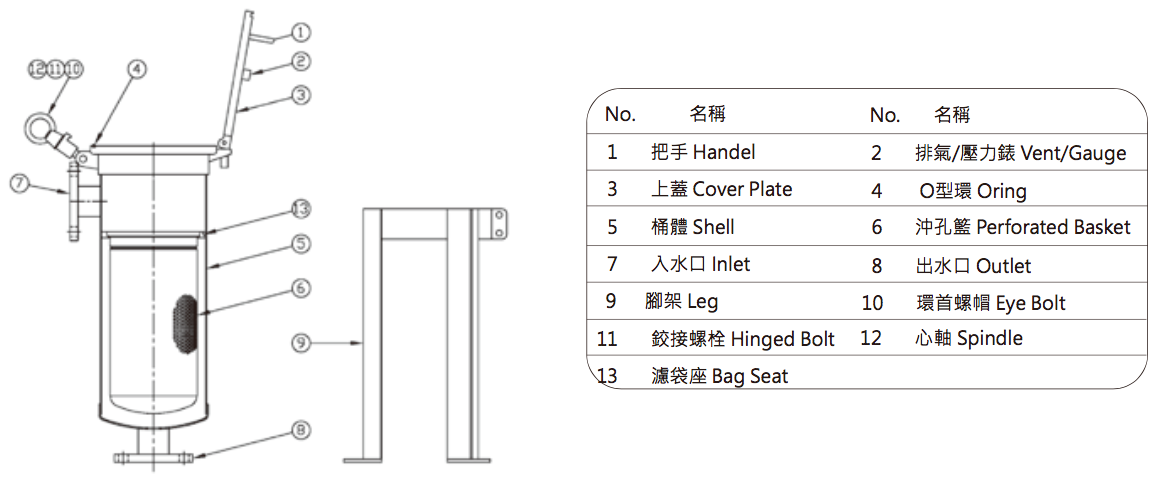 1
2
12 11 10
4
3
7
13
5
6
9
8
No. 名稱 No. 名稱
1 把手 Handel 2 排氣/壓力錶 Vent/Gauge
3 上蓋 Cover Plate 4 O型環 Oring
5 桶體 Shell 6 沖孔籃 Perforated Basket
7 入水口 Inlet 8 出水口 Outlet
9 腳架 Leg 10 環首螺帽 Eye Bolt
11 鉸接螺栓 Hinged Bolt 12 心軸 Spindle
13 濾袋座 Bag Seat